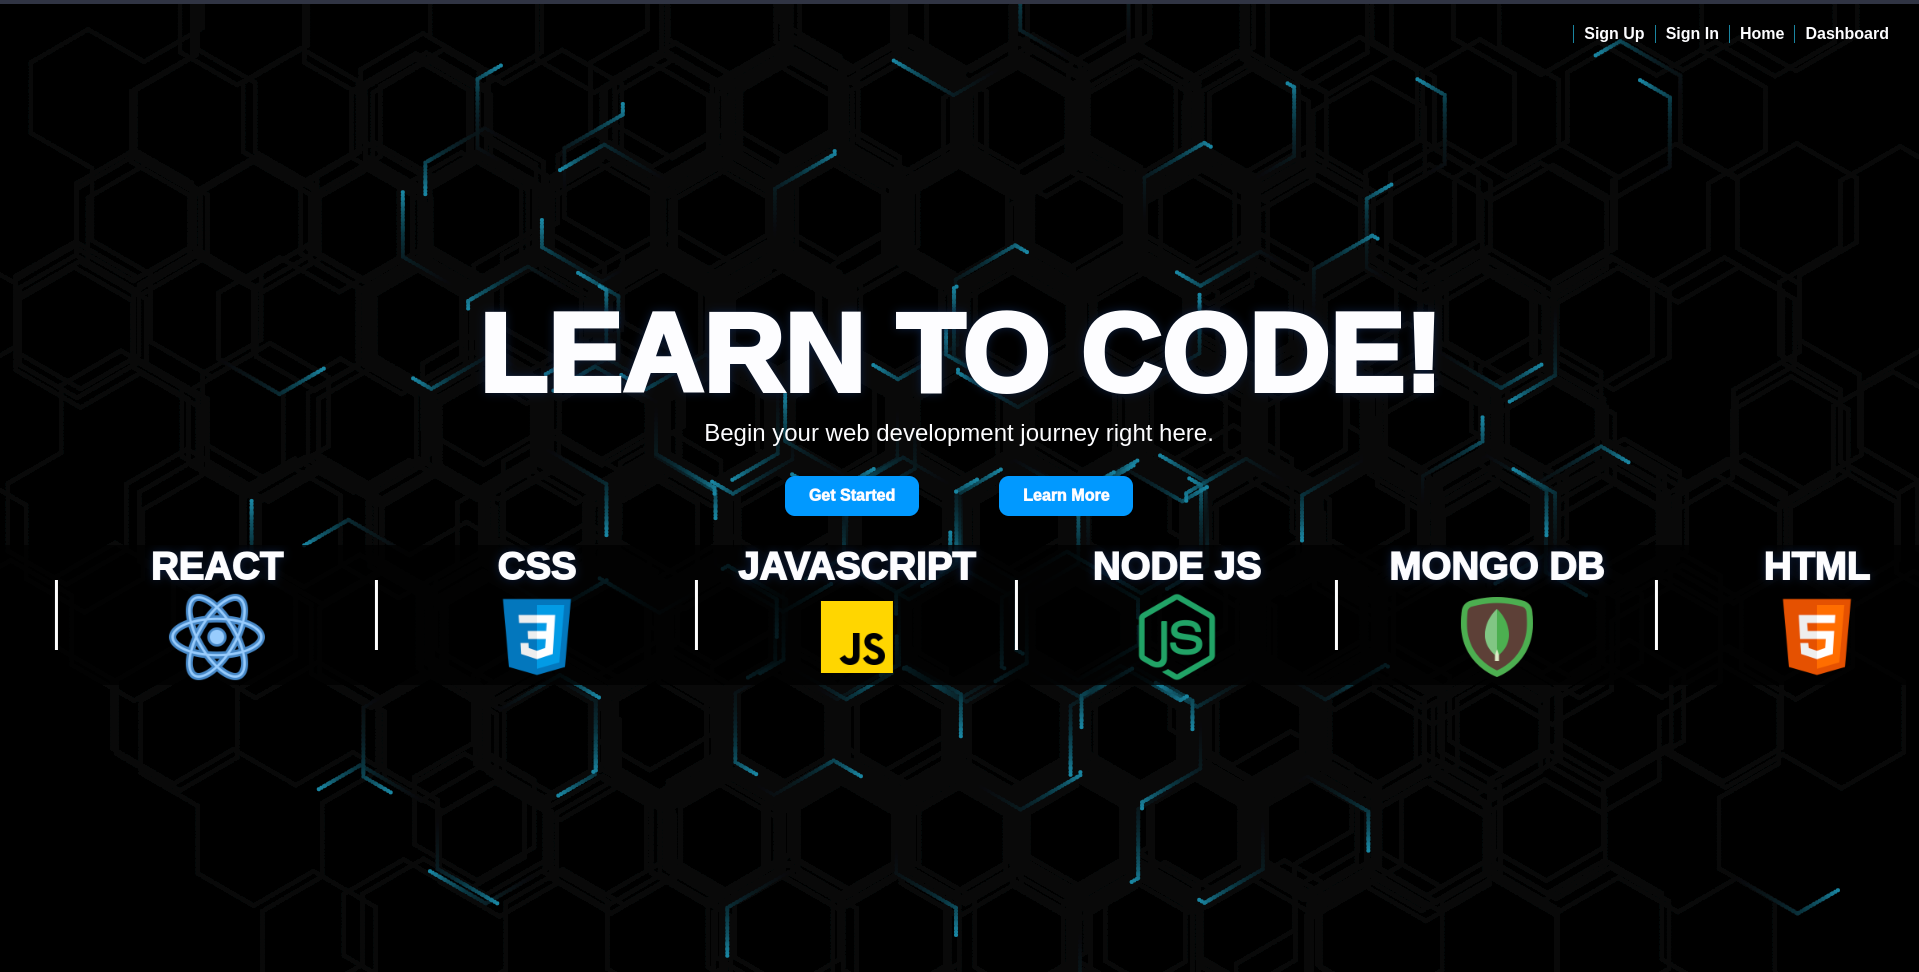 Sign Up Sign In Home Dashboard
LEARN TO CODE!
Begin your web development journey right here.
Get Started Learn More
REACT CSS JAVASCRIPT NODE JS MONGO DB HTML
3 JS JS 5